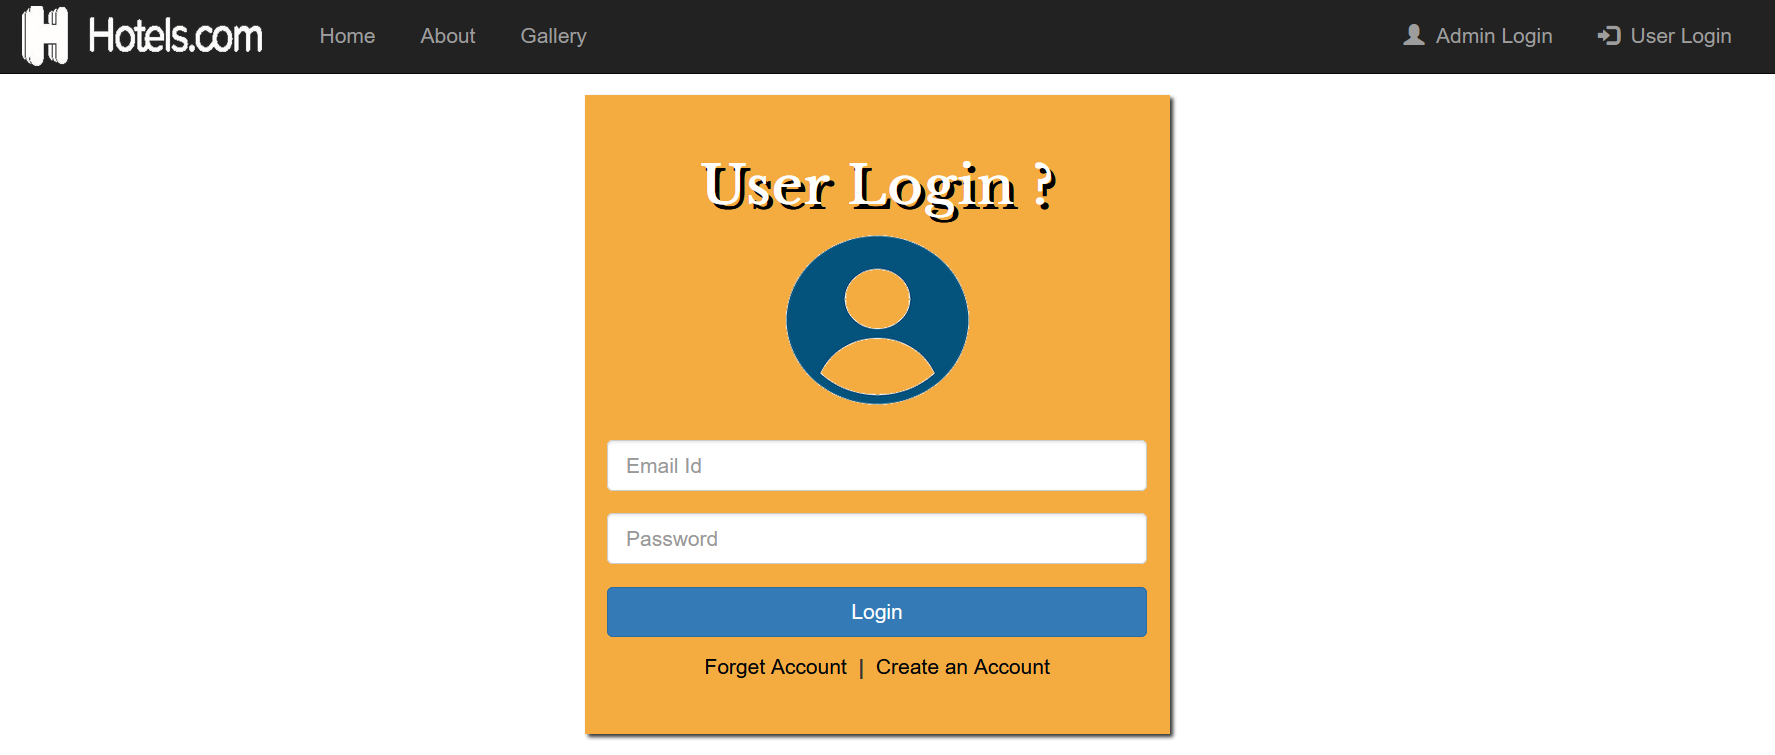 Hotels.com Home About Gallery Admin Login User Login
User Login ?
Email Id
Password
Login
Forget Account | Create an Account